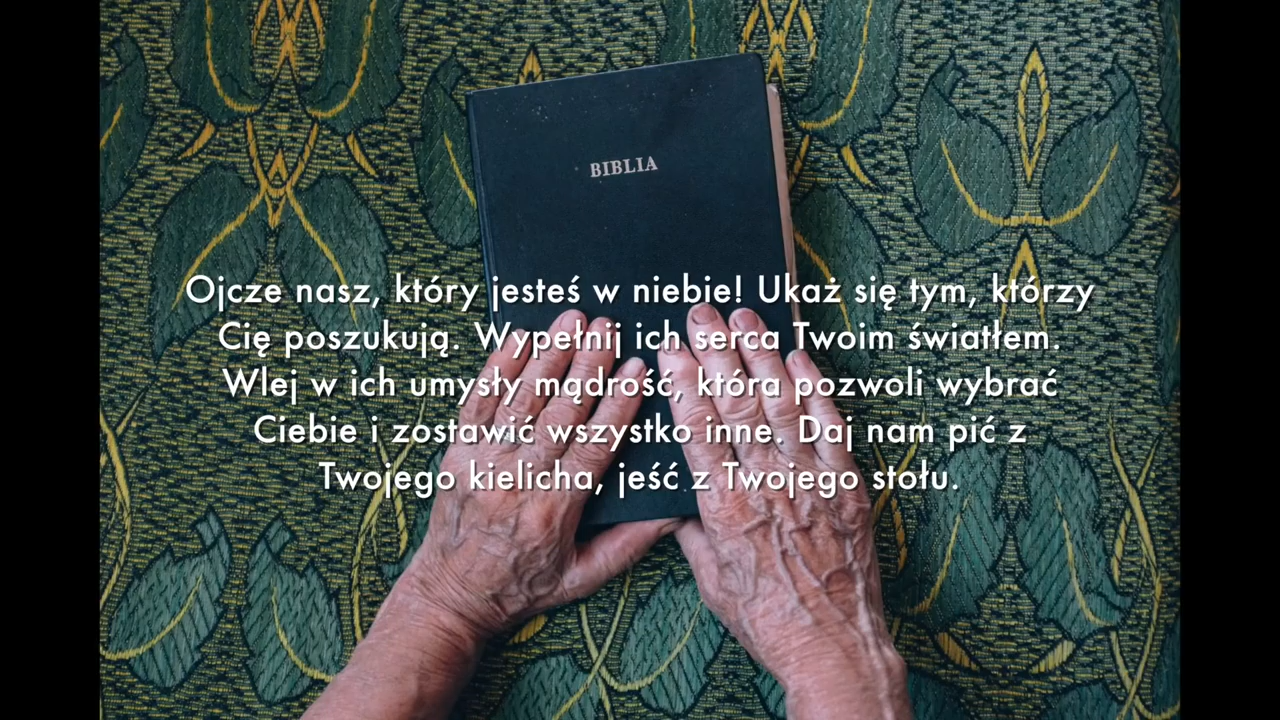 BIBLIA
Ojcze nasz, który jesteś w niebie! Ukaż się tym, którzy
Cię poszukują. Wypełnij ich serca Twoim światłem.
Wlej w ich umysły mądrość, która pozwoli wybrać
Ciebie i zostawić wszystko inne. Daj nam pić z
Twojego kielicha, jeść z Twojego stołu.